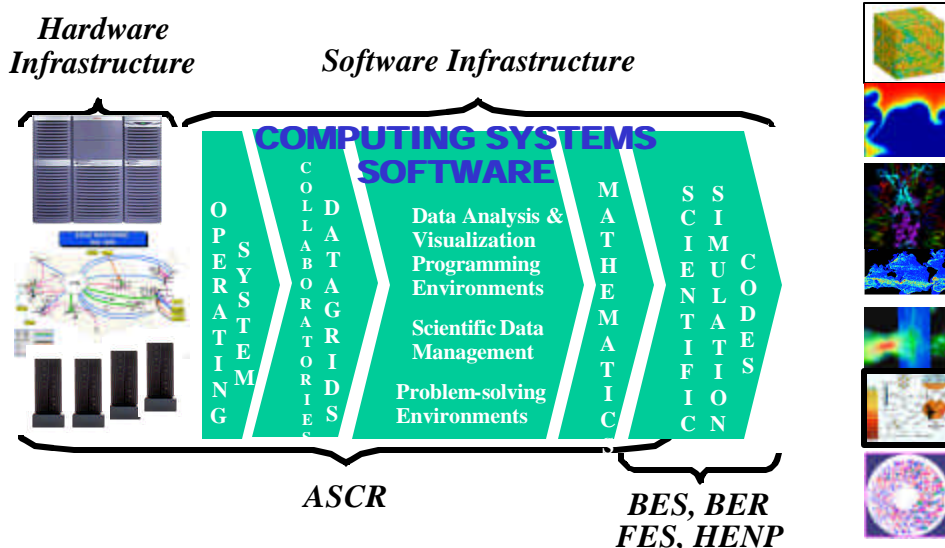 Hardware
Infrastructure
Software Infrastructure
COMPUTING SYSTEMS
SOFTWARE
OPERATING
SYSTEM
COLLABORATORIES
DATAGRIDS
Data Analysis &
Visualization
Programming
Environments
Scientific Data
Management
Problem-solving
Environments
MATHEMATICS
SCIENTIFIC
SIMULATION
CODES
ASCR
BES, BER
FES, HENP